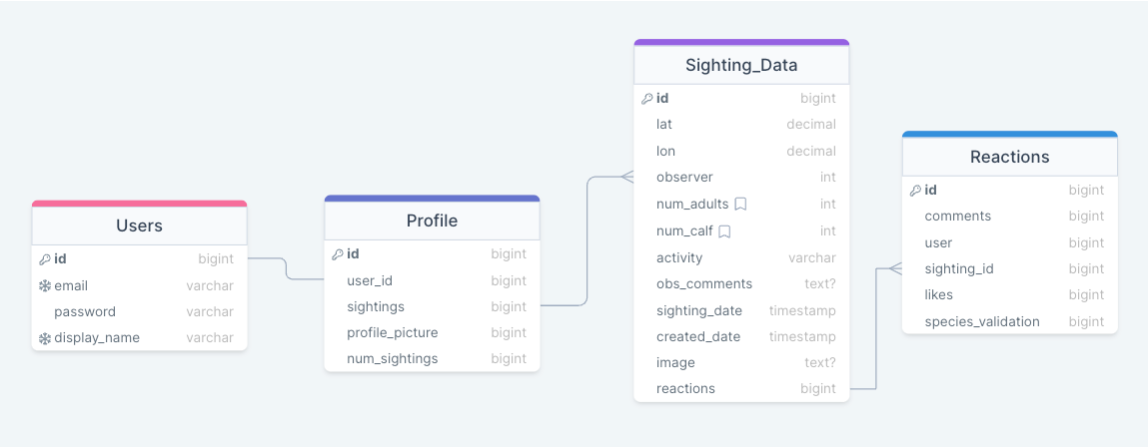 Users
id bigint
email varchar
password varchar
display_name varchar
Profile
id bigint
user_id bigint
sightings bigint
profile_picture bigint
num_sightings bigint
Sighting_Data
id bigint
lat decimal
lon decimal
observer int
num_adults int
num_calf int
activity varchar
obs_comments text?
sighting_date timestamp
created_date timestamp
image text?
reactions bigint
Reactions
id bigint
comments bigint
user bigint
sighting_id bigint
likes bigint
species_validation bigint